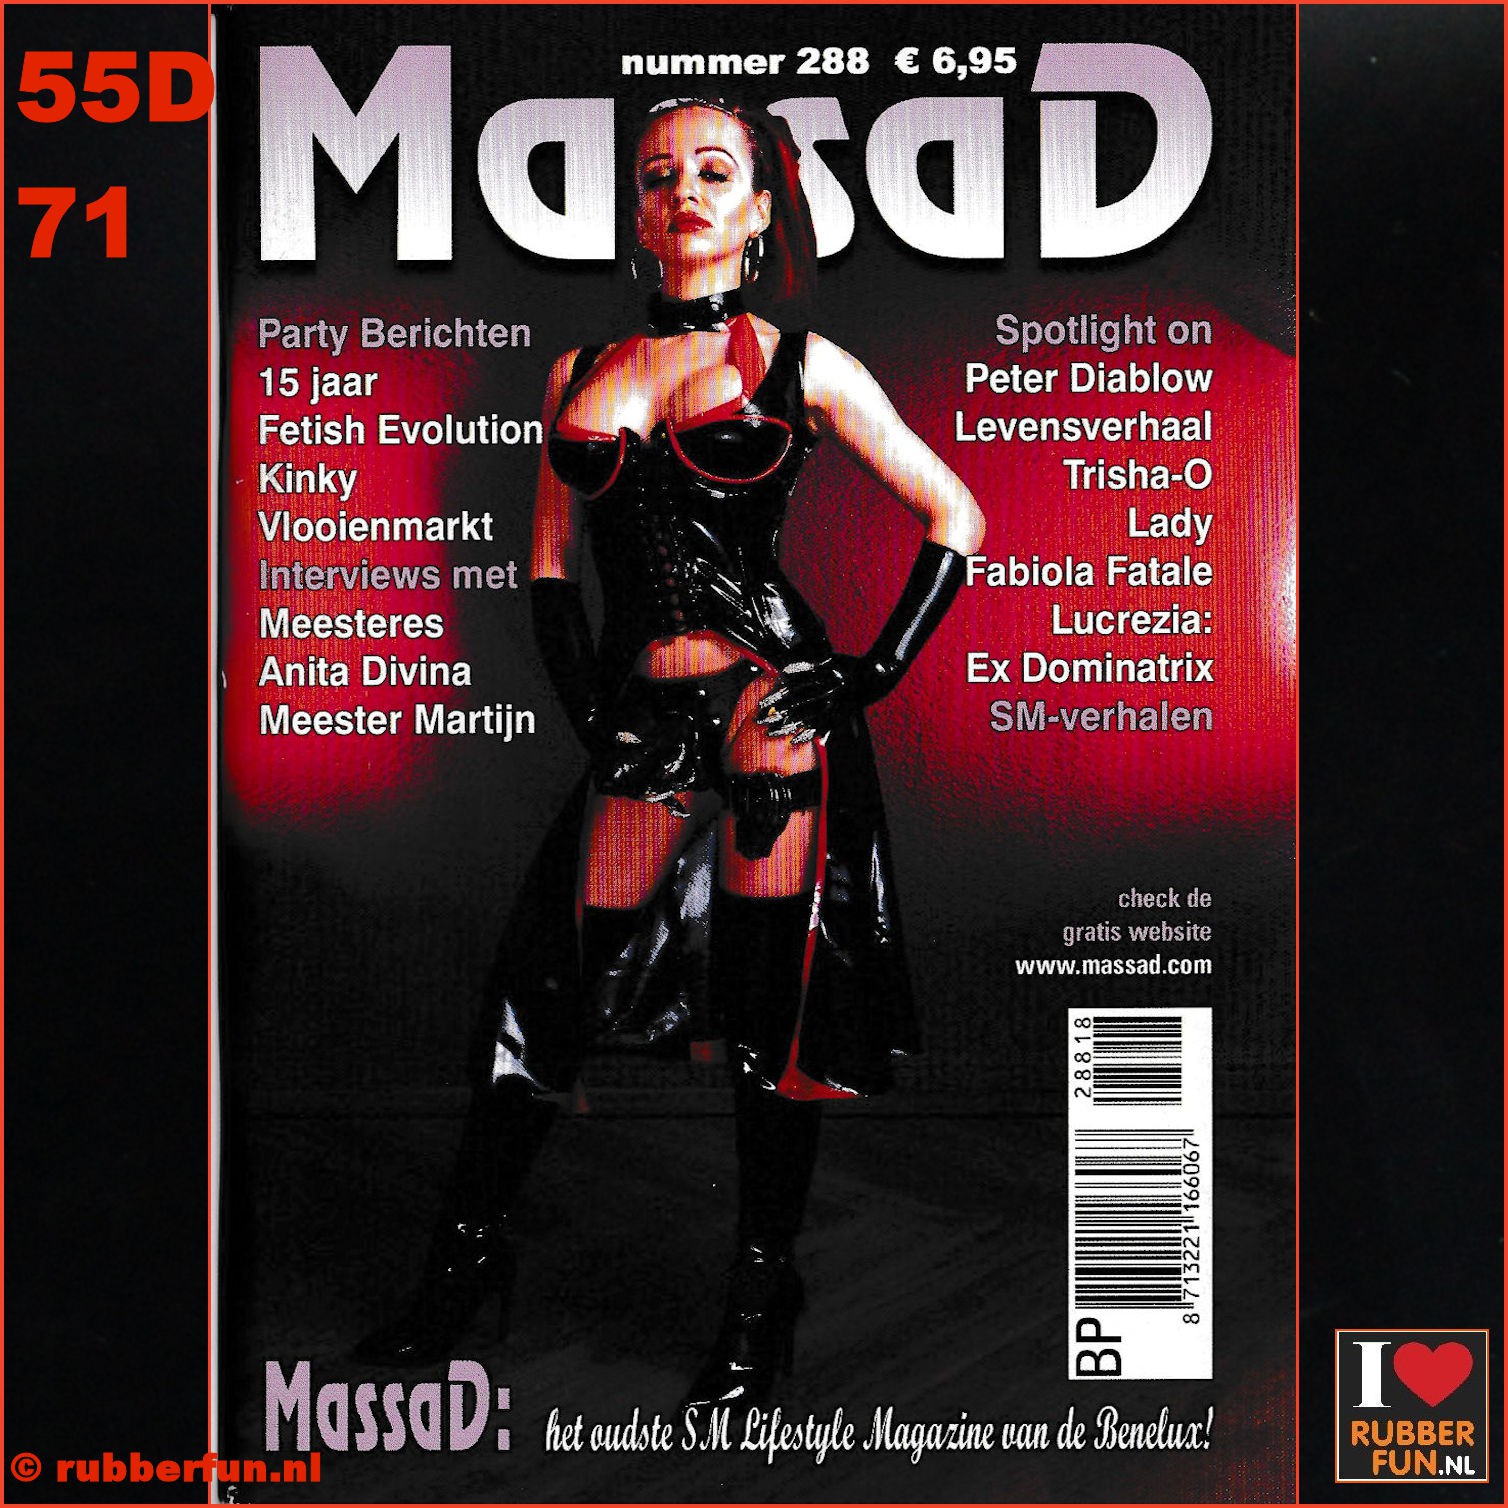 55D
71
nummer 288 € 6,95
MassaD
Party Berichten
15 jaar
Fetish Evolution
Kinky
Vlooienmarkt
Interviews met
Meesteres
Anita Divina
Meester Martijn
Spotlight on
Peter Diablow
Levensverhaal
Trisha-O
Lady
Fabiola Fatale
Lucrezia:
Ex Dominatrix
SM-verhalen
check de
gratis website
www.massad.com
28818
8 713221 166067
BP
MassaD: het oudste SM Lifestyle Magazine van de Benelux!
© rubberfun.nl
I
RUBBER
FUN.NL